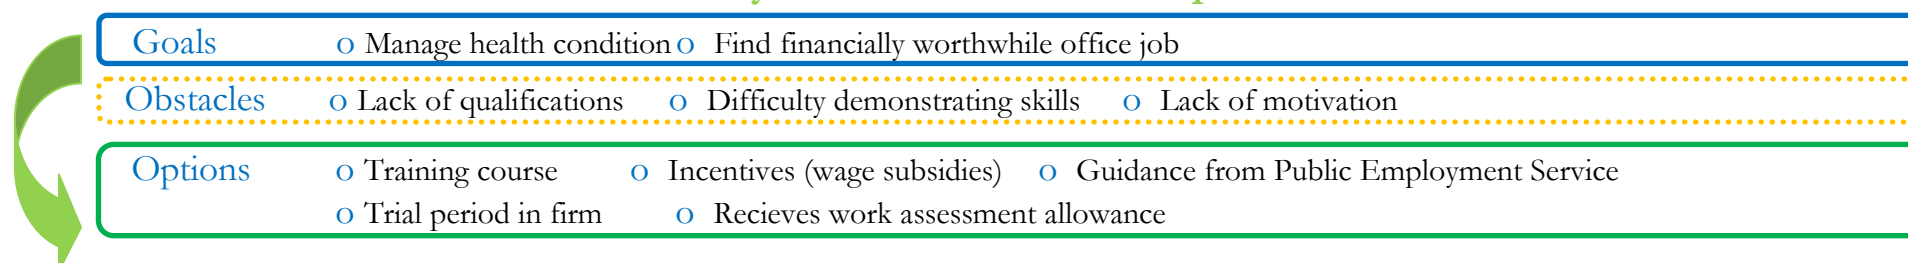 Goals o Manage health condition o Find financially worthwhile office job
Obstacles o Lack of qualifications o Difficulty demonstrating skills o Lack of motivation
Options o Training course o Incentives (wage subsidies) o Guidance from Public Employment Service
o Trial period in firm o Recieves work assessment allowance